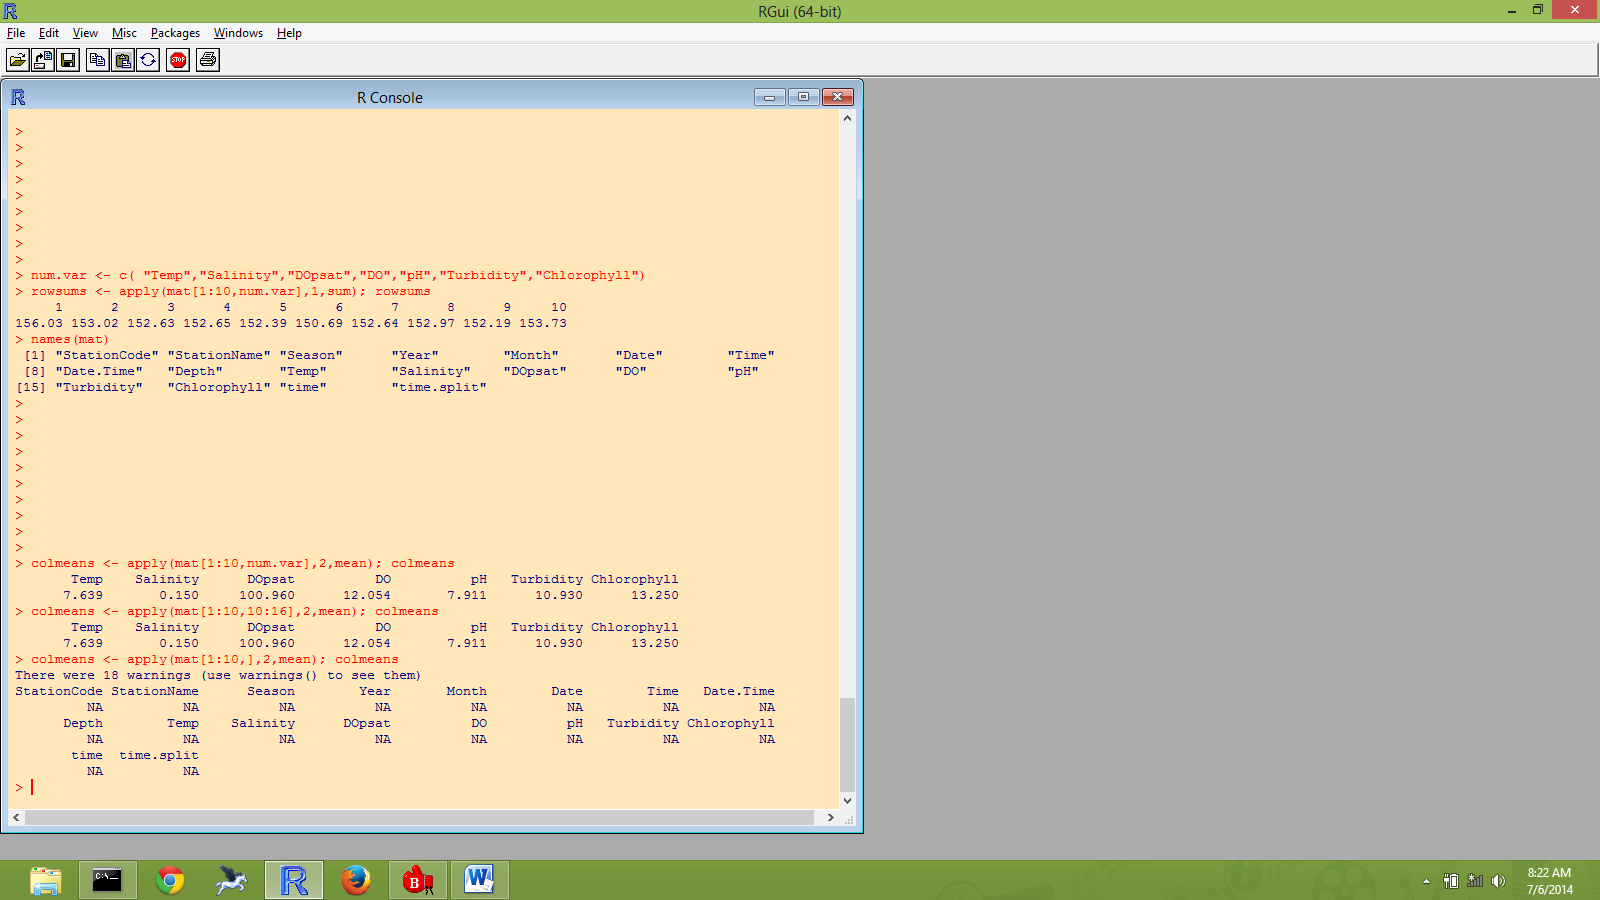 RGui (64-bit)
File Edit View Misc Packages Windows Help
STOP
R Console
>
>
>
>
>
>
>
>
>
> num.var <- c( "Temp","Salinity","DOpsat","DO","pH","Turbidity","Chlorophyll")
> rowsums <- apply(mat[1:10,num.var],1,sum); rowsums
1 2 3 4 5 6 7 8 9 10
156.03 153.02 152.63 152.65 152.39 150.69 152.64 152.97 152.19 153.73
> names(mat)
[1] "StationCode" "StationName" "Season" "Year" "Month" "Date" "Time"
[8] "Date.Time" "Depth" "Temp" "Salinity" "DOpsat" "DO" "pH"
[15] "Turbidity" "Chlorophyll" "time" "time.split"
>
>
>
>
>
>
>
>
>
>
> colmeans <- apply(mat[1:10,num.var],2,mean); colmeans
Temp Salinity DOpsat DO pH Turbidity Chlorophyll
7.639 0.150 100.960 12.054 7.911 10.930 13.250
> colmeans <- apply(mat[1:10,10:16],2,mean); colmeans
Temp Salinity DOpsat DO pH Turbidity Chlorophyll
7.639 0.150 100.960 12.054 7.911 10.930 13.250
> colmeans <- apply(mat[1:10,],2,mean); colmeans
There were 18 warnings (use warnings() to see them)
StationCode StationName Season Year Month Date Time Date.Time
NA NA NA NA NA NA NA NA
Depth Temp Salinity DOpsat DO pH Turbidity Chlorophyll
NA NA NA NA NA NA NA NA
time time.split
NA NA
>
C:\_
R
B
W
8:22 AM
7/6/2014